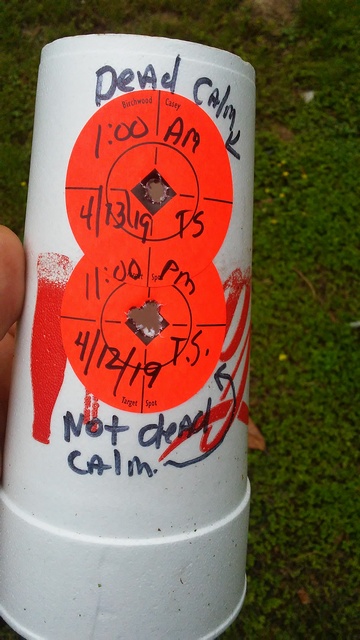 Dead Calm
Birchwood Casey
1:00 Am
4/13/19 TS
11:00 Pm
4/12/19 T.S.
Target Spot
Not dead
Calm.